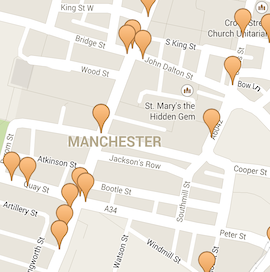 King St W
Cross Street
Church Unitarian
Bridge St
S King St
John Dalton St
Wood St
Bow Ln
St. Mary's the
Hidden Gem
MANCHESTER
Atkinson St
Jackson's Row
Cooper St
Quay St
Bootle St
Artillery St
A34
Southmill St
Peter St
Watson St
Windmill St